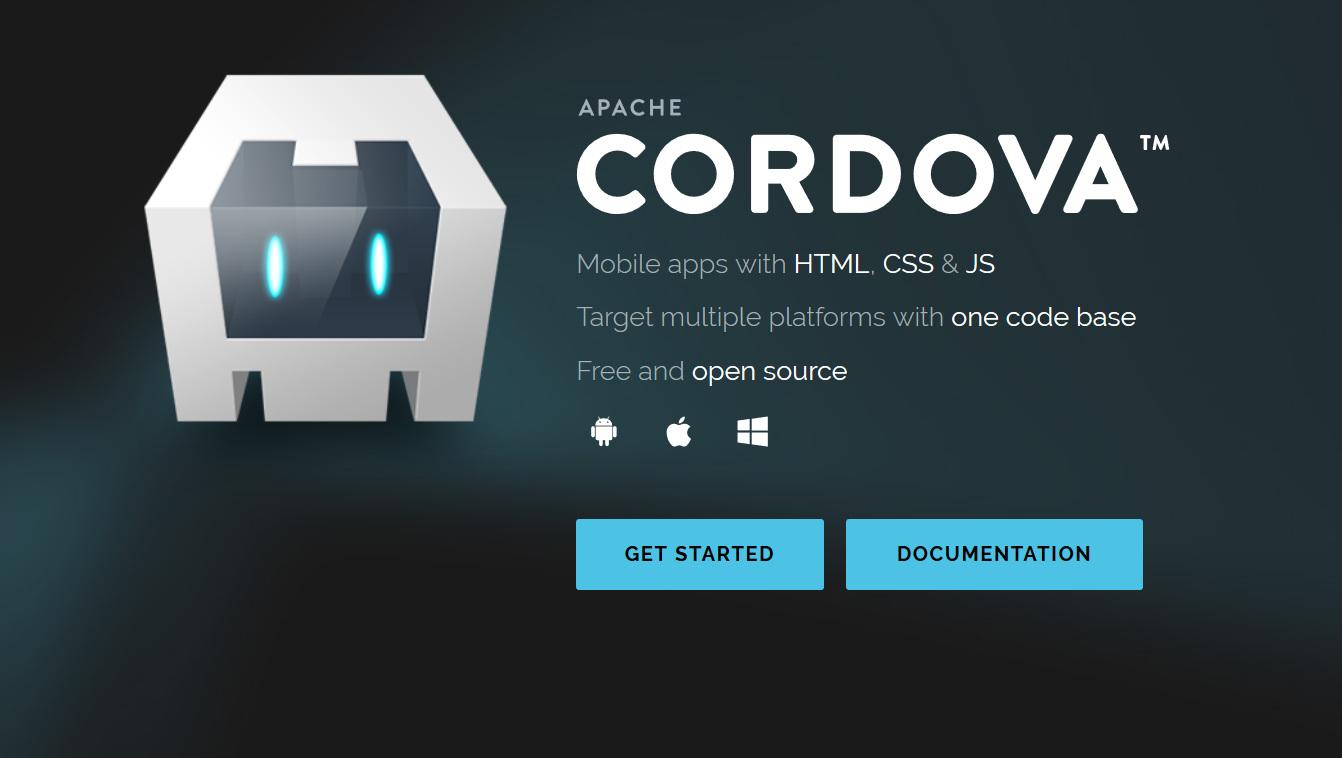 APACHE
CORDOVA™
Mobile apps with HTML, CSS & JS
Target multiple platforms with one code base
Free and open source
GET STARTED
DOCUMENTATION